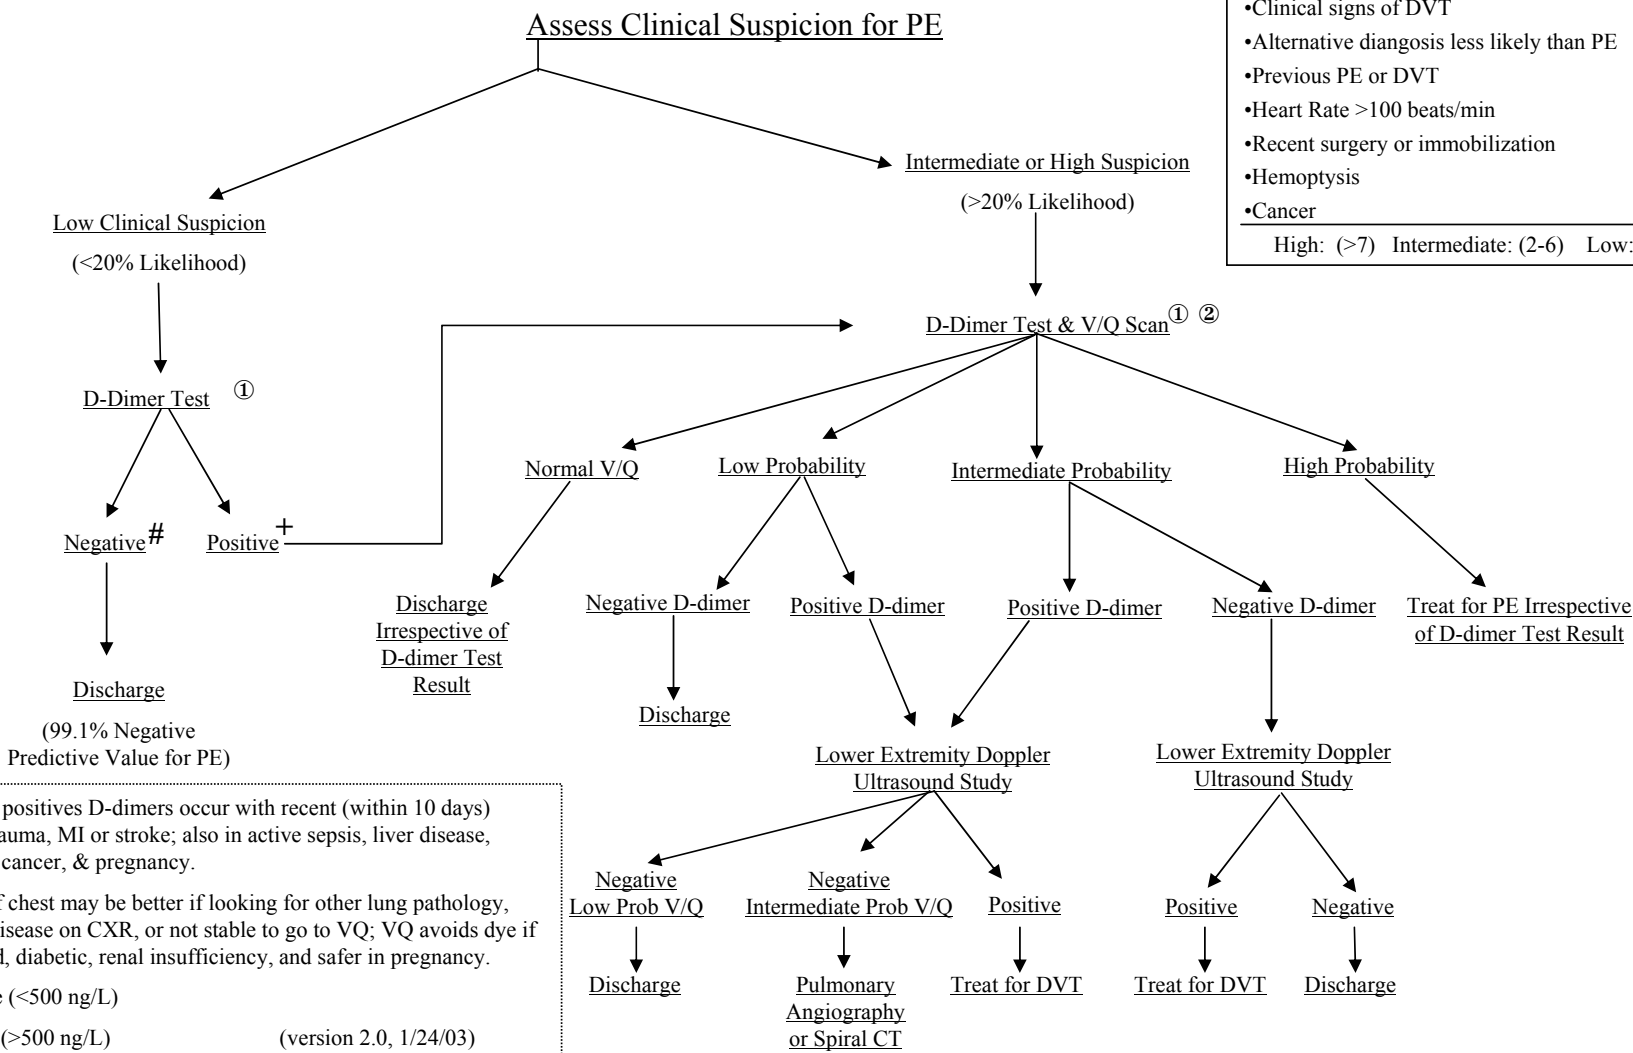 Assess Clinical Suspicion for PE
•Clinical signs of DVT
•Alternative diangosis less likely than PE
•Previous PE or DVT
•Heart Rate >100 beats/min
•Recent surgery or immobilization
•Hemoptysis
•Cancer
High: (>7) Intermediate: (2-6) Low:
Intermediate or High Suspicion
(>20% Likelihood)
Low Clinical Suspicion
(<20% Likelihood)
D-Dimer Test & V/Q Scan① ②
D-Dimer Test ①
Normal V/Q
Low Probability
Intermediate Probability
High Probability
Negative#
Positive+
Discharge
Irrespective of
D-dimer Test
Result
Negative D-dimer
Positive D-dimer
Positive D-dimer
Negative D-dimer
Treat for PE Irrespective
of D-dimer Test Result
Discharge
(99.1% Negative
Predictive Value for PE)
Discharge
Lower Extremity Doppler
Ultrasound Study
Lower Extremity Doppler
Ultrasound Study
positives D-dimers occur with recent (within 10 days)
auma, MI or stroke; also in active sepsis, liver disease,
cancer, & pregnancy.
f chest may be better if looking for other lung pathology,
isease on CXR, or not stable to go to VQ; VQ avoids dye if
d, diabetic, renal insufficiency, and safer in pregnancy.
e (<500 ng/L)
(>500 ng/L) (version 2.0, 1/24/03)
Negative
Low Prob V/Q
Negative
Intermediate Prob V/Q
Positive
Positive
Negative
Discharge
Pulmonary
Angiography
or Spiral CT
Treat for DVT
Treat for DVT
Discharge